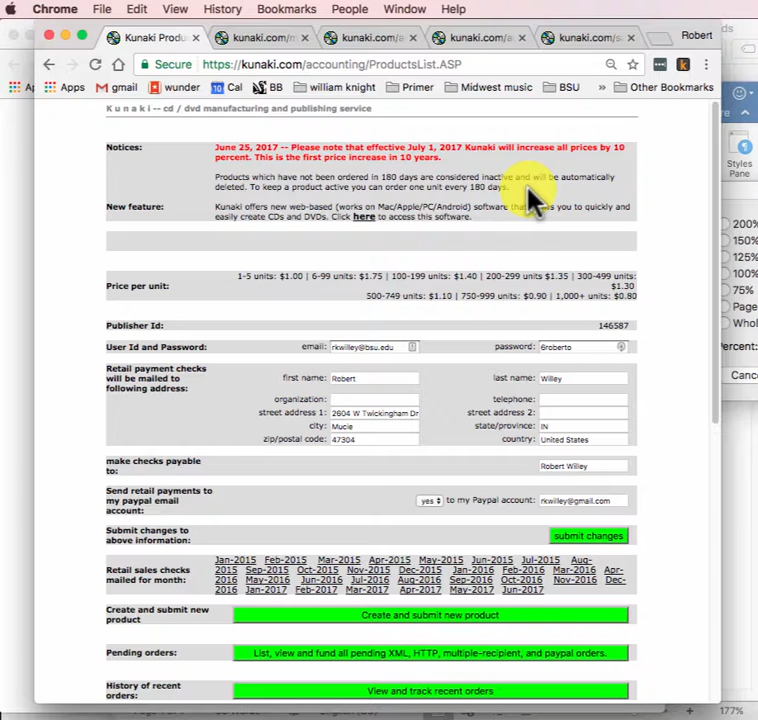 Chrome File Edit View History Bookmarks People Window Help
Kunaki Produ kunaki.com/m kunaki.com/a kunaki.com/a kunaki.com/s Robert
Secure https://kunaki.com/accounting/ProductsList.ASP
Apps gmail wunder Cal BB william knight Primer Midwest music BSU » Other Bookmarks
K u n a k i -- cd / dvd manufacturing and publishing service
Notices: June 25, 2017 -- Please note that effective July 1, 2017 Kunaki will increase all prices by 10
percent. This is the first price increase in 10 years.
Products which have not been ordered in 180 days are considered inactive and will be automatically
deleted. To keep a product active you can order one unit every 180 days.
New feature: Kunaki offers new web-based (works on Mac/Apple/PC/Android) software you to quickly and
easily create CDs and DVDs. Click here to access this software.
Price per unit: 1-5 units: $1.00 | 6-99 units: $1.75 | 100-199 units: $1.40 | 200-299 units $1.35 | 300-499 units:
$1.30
500-749 units: $1.10 | 750-999 units: $0.90 | 1,000+ units: $0.80
Publisher Id: 146587
User Id and Password: email: rkwilley@bsu.edu password: 6roberto
Retail payment checks
will be mailed to
following address:
first name: Robert last name: Willey
organization: telephone:
street address 1: 2604 W Twickingham Dr street address 2:
city: Mucie state/province: IN
zip/postal code: 47304 country: United States
make checks payable
to: Robert Willey
Send retail payments to
my paypal email
account:
yes to my Paypal account: rkwilley@gmail.com
Submit changes to
above information: submit changes
Retail sales checks
mailed for month:
Jan-2015 Feb-2015 Mar-2015 Apr-2015 May-2015 Jun-2015 Jul-2015 Aug-
2015 Sep-2015 Oct-2015 Nov-2015 Dec-2015 Jan-2016 Feb-2016 Mar-2016 Apr-
2016 May-2016 Jun-2016 Jul-2016 Aug-2016 Sep-2016 Oct-2016 Nov-2016 Dec-
2016 Jan-2017 Feb-2017 Mar-2017 Apr-2017 May-2017 Jun-2017
Create and submit new
product Create and submit new product
Pending orders: List, view and fund all pending XML, HTTP, multiple-recipient, and paypal orders.
History of recent
orders: View and track recent orders
Styles
Pane
200%
150%
125%
100%
75%
Page
Whol
Percent:
Canc
177%